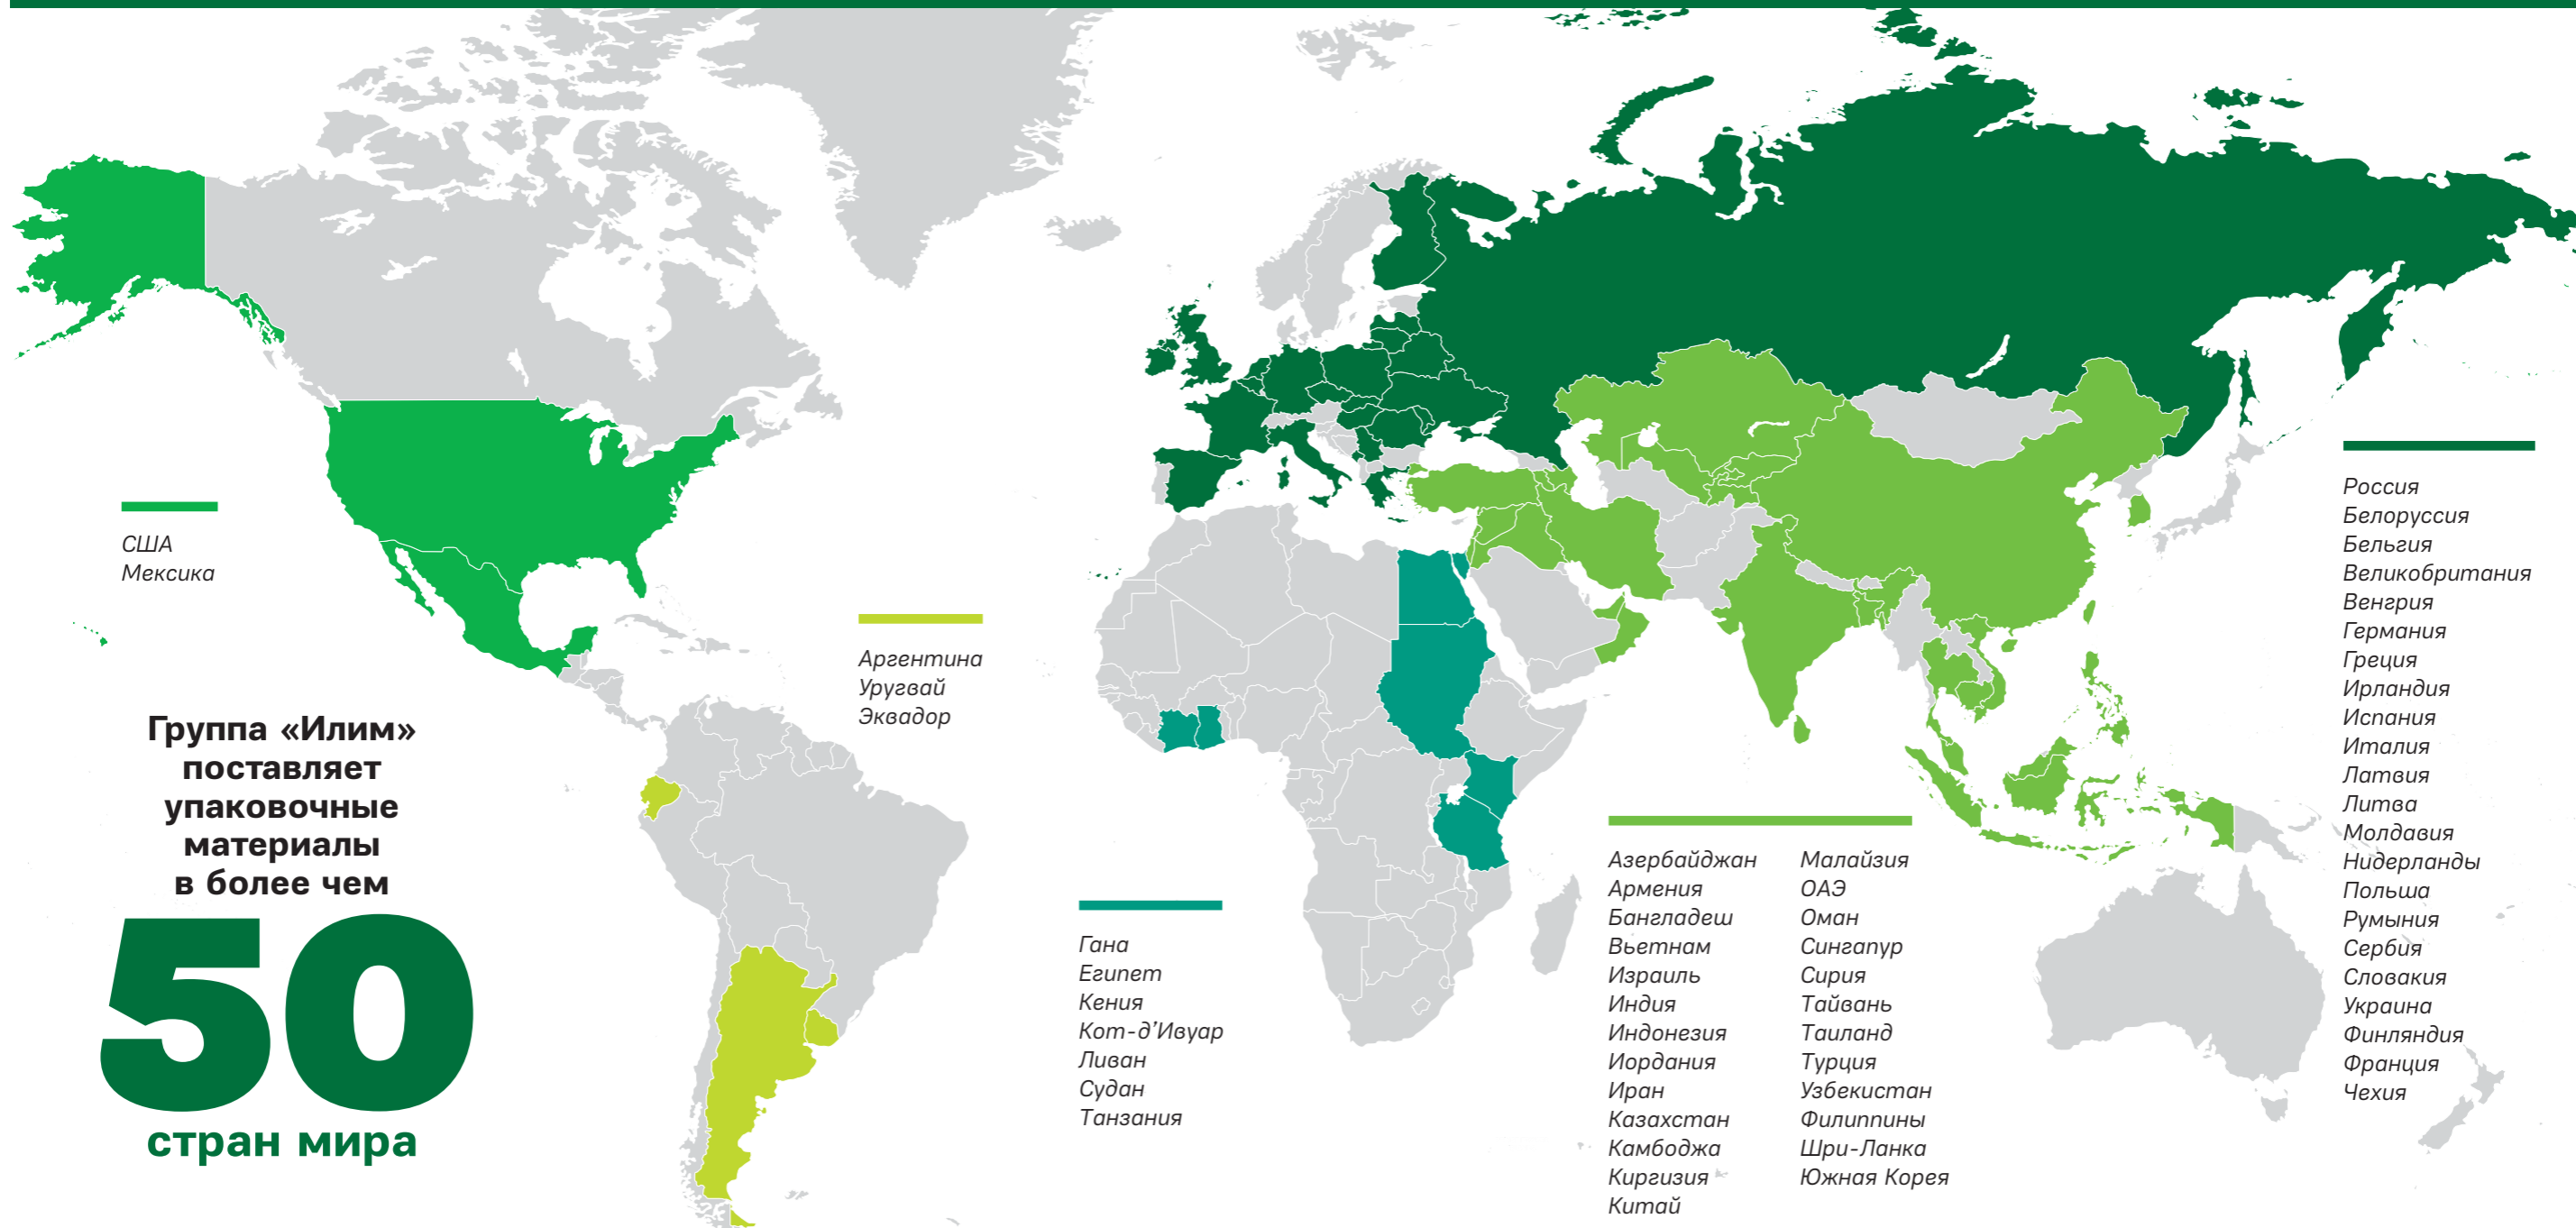 США
Мексика
Группа «Илим»
поставляет
упаковочные
материалы
в более чем
50
стран мира
Аргентина
Уругвай
Эквадор
Гана
Египет
Кения
Кот-д’Ивуар
Ливан
Судан
Танзания
Азербайджан
Армения
Бангладеш
Вьетнам
Израиль
Индия
Индонезия
Иордания
Иран
Казахстан
Камбоджа
Киргизия
Китай
Малайзия
ОАЭ
Оман
Сингапур
Сирия
Тайвань
Таиланд
Турция
Узбекистан
Филиппины
Шри-Ланка
Южная Корея
Россия
Белоруссия
Бельгия
Великобритания
Венгрия
Германия
Греция
Ирландия
Испания
Италия
Латвия
Литва
Молдавия
Нидерланды
Польша
Румыния
Сербия
Словакия
Украина
Финляндия
Франция
Чехия